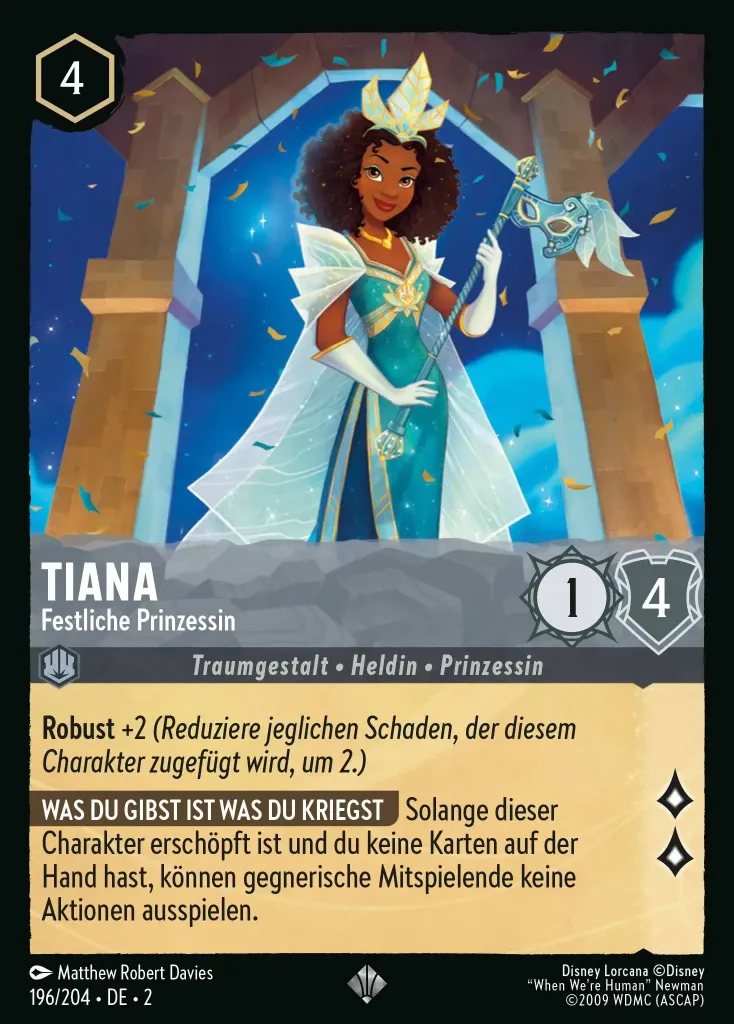 4
TIANA
Festliche Prinzessin
1
4
Traumgestalt • Heldin • Prinzessin
Robust +2 (Reduziere jeglichen Schaden, der diesem
Charakter zugefügt wird, um 2.)
WAS DU GIBST IST WAS DU KRIEGST Solange dieser
Charakter erschöpft ist und du keine Karten auf der
Hand hast, können gegnerische Mitspielende keine
Aktionen ausspielen.
Matthew Robert Davies
196/204 • DE • 2
Disney Lorcana ©Disney
“When We’re Human” Newman
©2009 WDMC (ASCAP)